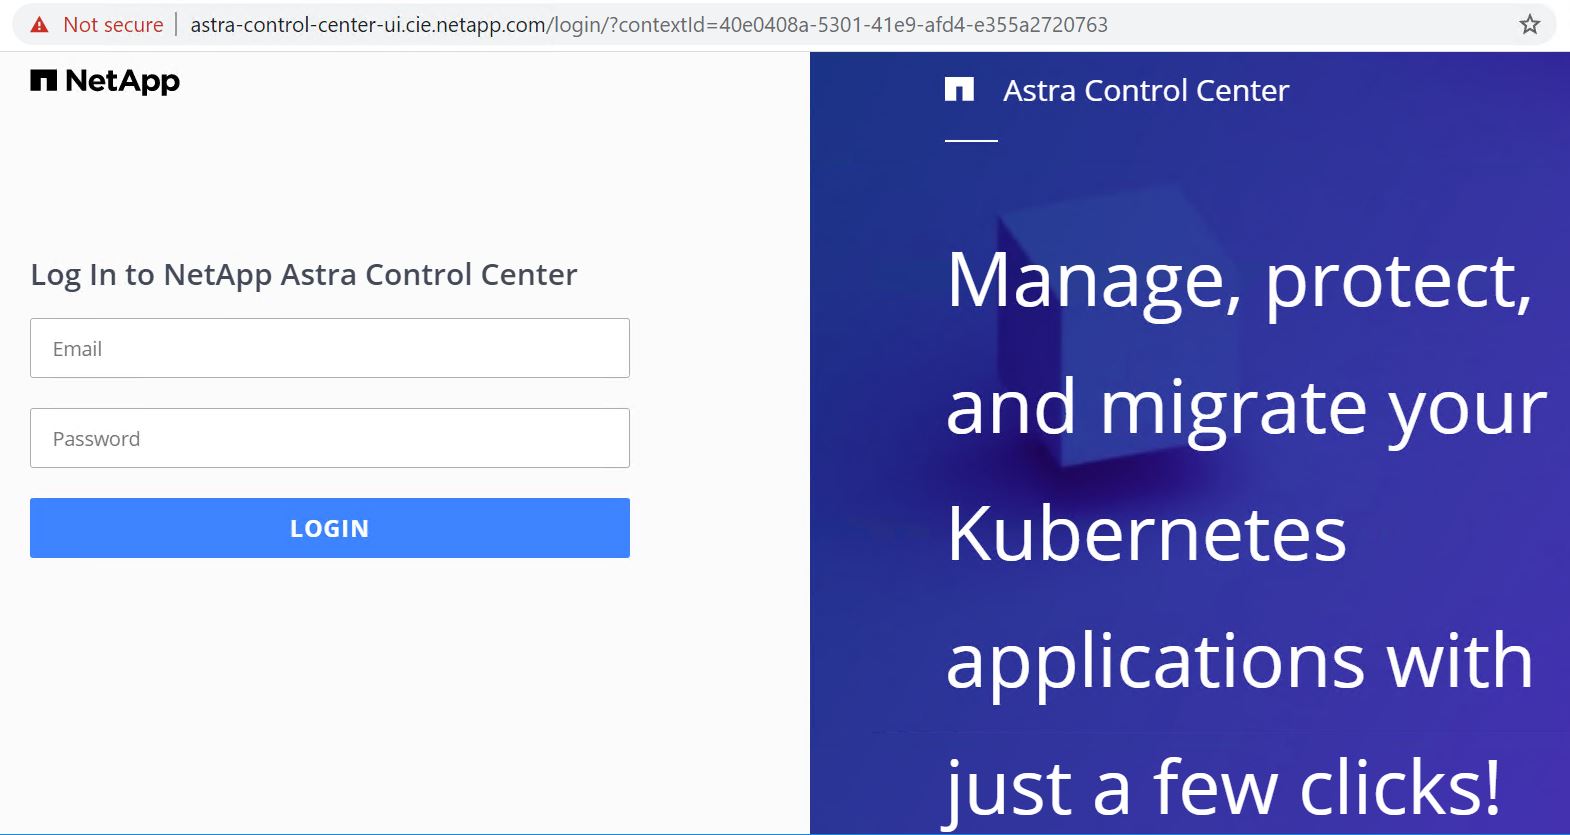 Not secure astra-control-center-ui.cie.netapp.com/login/?contextId=40e0408a-5301-41e9-afd4-e355a2720763
NetApp
Log In to NetApp Astra Control Center
Email
Password
LOGIN
Astra Control Center
Manage, protect,
and migrate your
Kubernetes
applications with
just a few clicks!